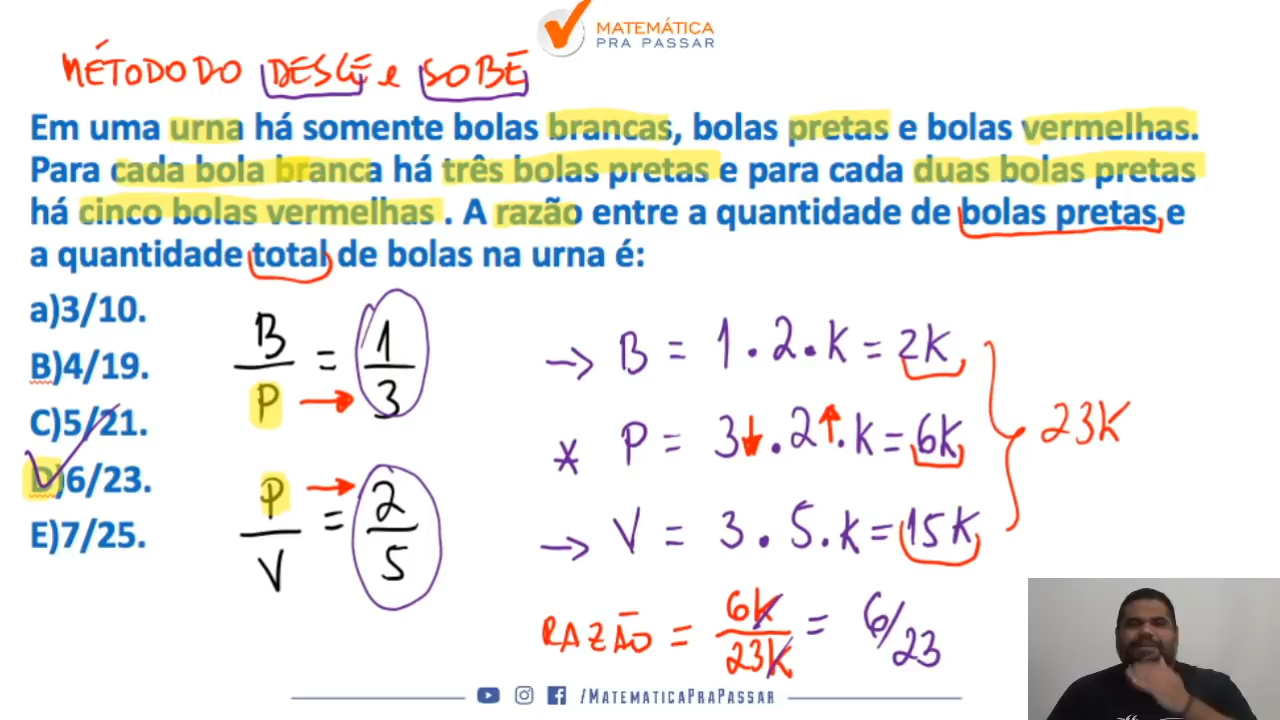 MATEMÁTICA
PRA PASSAR
MÉTODO DO DESCE e SOBE
Em uma urna há somente bolas brancas, bolas pretas e bolas vermelhas.
Para cada bola branca há três bolas pretas e para cada duas bolas pretas
há cinco bolas vermelhas . A razão entre a quantidade de bolas pretas e
a quantidade total de bolas na urna é:
a)3/10.
B)4/19.
C)5/21.
D)6/23.
E)7/25.
B/P = 1/3
P/V = 2/5
→ B = 1 . 2 . K = 2K
* P = 3↓ . 2↑ . K = 6K
→ V = 3 . 5 . K = 15K
23K
RAZÃO = 6K/23K = 6/23
/MATEMATICAPRAPASSAR